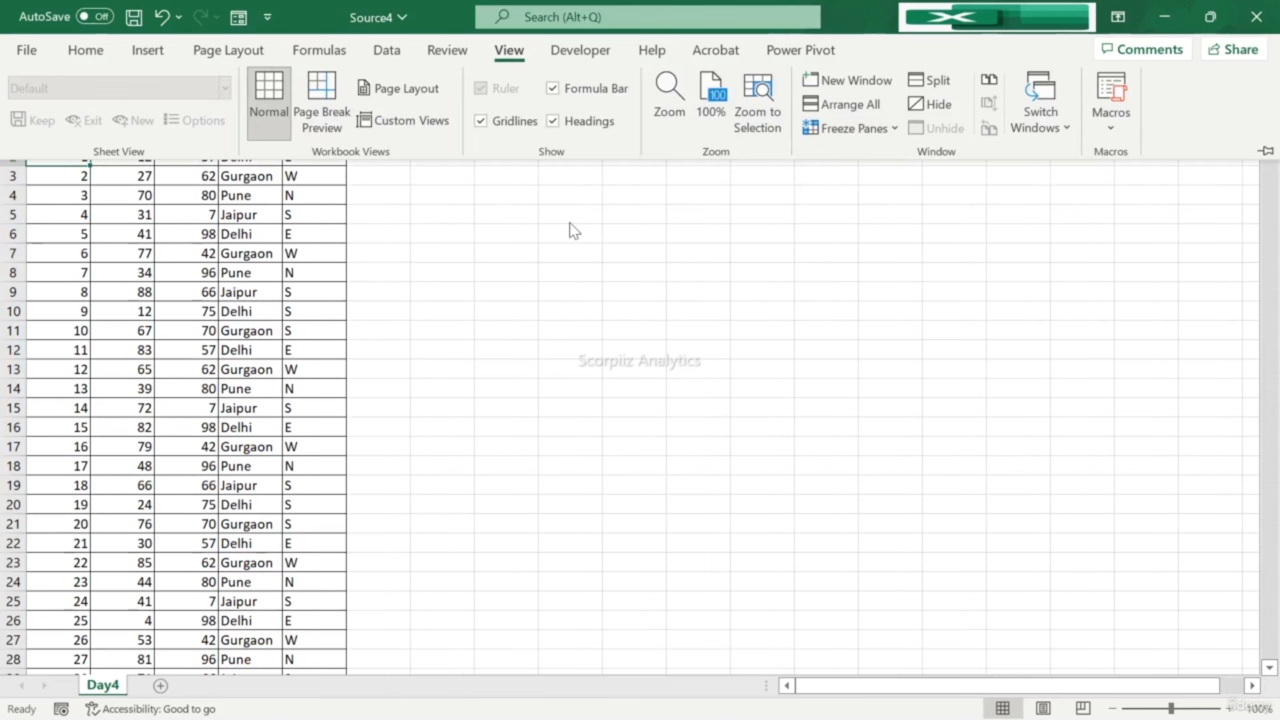 AutoSave Off Source4 Search (Alt+Q)
File Home Insert Page Layout Formulas Data Review View Developer Help Acrobat Power Pivot Comments Share
Default
Keep Exit New Options
Sheet View
Normal Page Break Preview Page Layout Custom Views
Workbook Views
Ruler Formula Bar
Gridlines Headings
Show
Zoom 100 100% Zoom to Selection
Zoom
New Window Split
Arrange All Hide
Freeze Panes Unhide
Switch Windows
Window
Macros
Macros
3 2 27 62 Gurgaon W
4 3 70 80 Pune N
5 4 31 7 Jaipur S
6 5 41 98 Delhi E
7 6 77 42 Gurgaon W
8 7 34 96 Pune N
9 8 88 66 Jaipur S
10 9 12 75 Delhi S
11 10 67 70 Gurgaon S
12 11 83 57 Delhi E
Scorpiiz Analytics
13 12 65 62 Gurgaon W
14 13 39 80 Pune N
15 14 72 7 Jaipur S
16 15 82 98 Delhi E
17 16 79 42 Gurgaon W
18 17 48 96 Pune N
19 18 66 66 Jaipur S
20 19 24 75 Delhi S
21 20 76 70 Gurgaon S
22 21 30 57 Delhi E
23 22 85 62 Gurgaon W
24 23 44 80 Pune N
25 24 41 7 Jaipur S
26 25 4 98 Delhi E
27 26 53 42 Gurgaon W
28 27 81 96 Pune N
Day4
Ready Accessibility: Good to go 100%